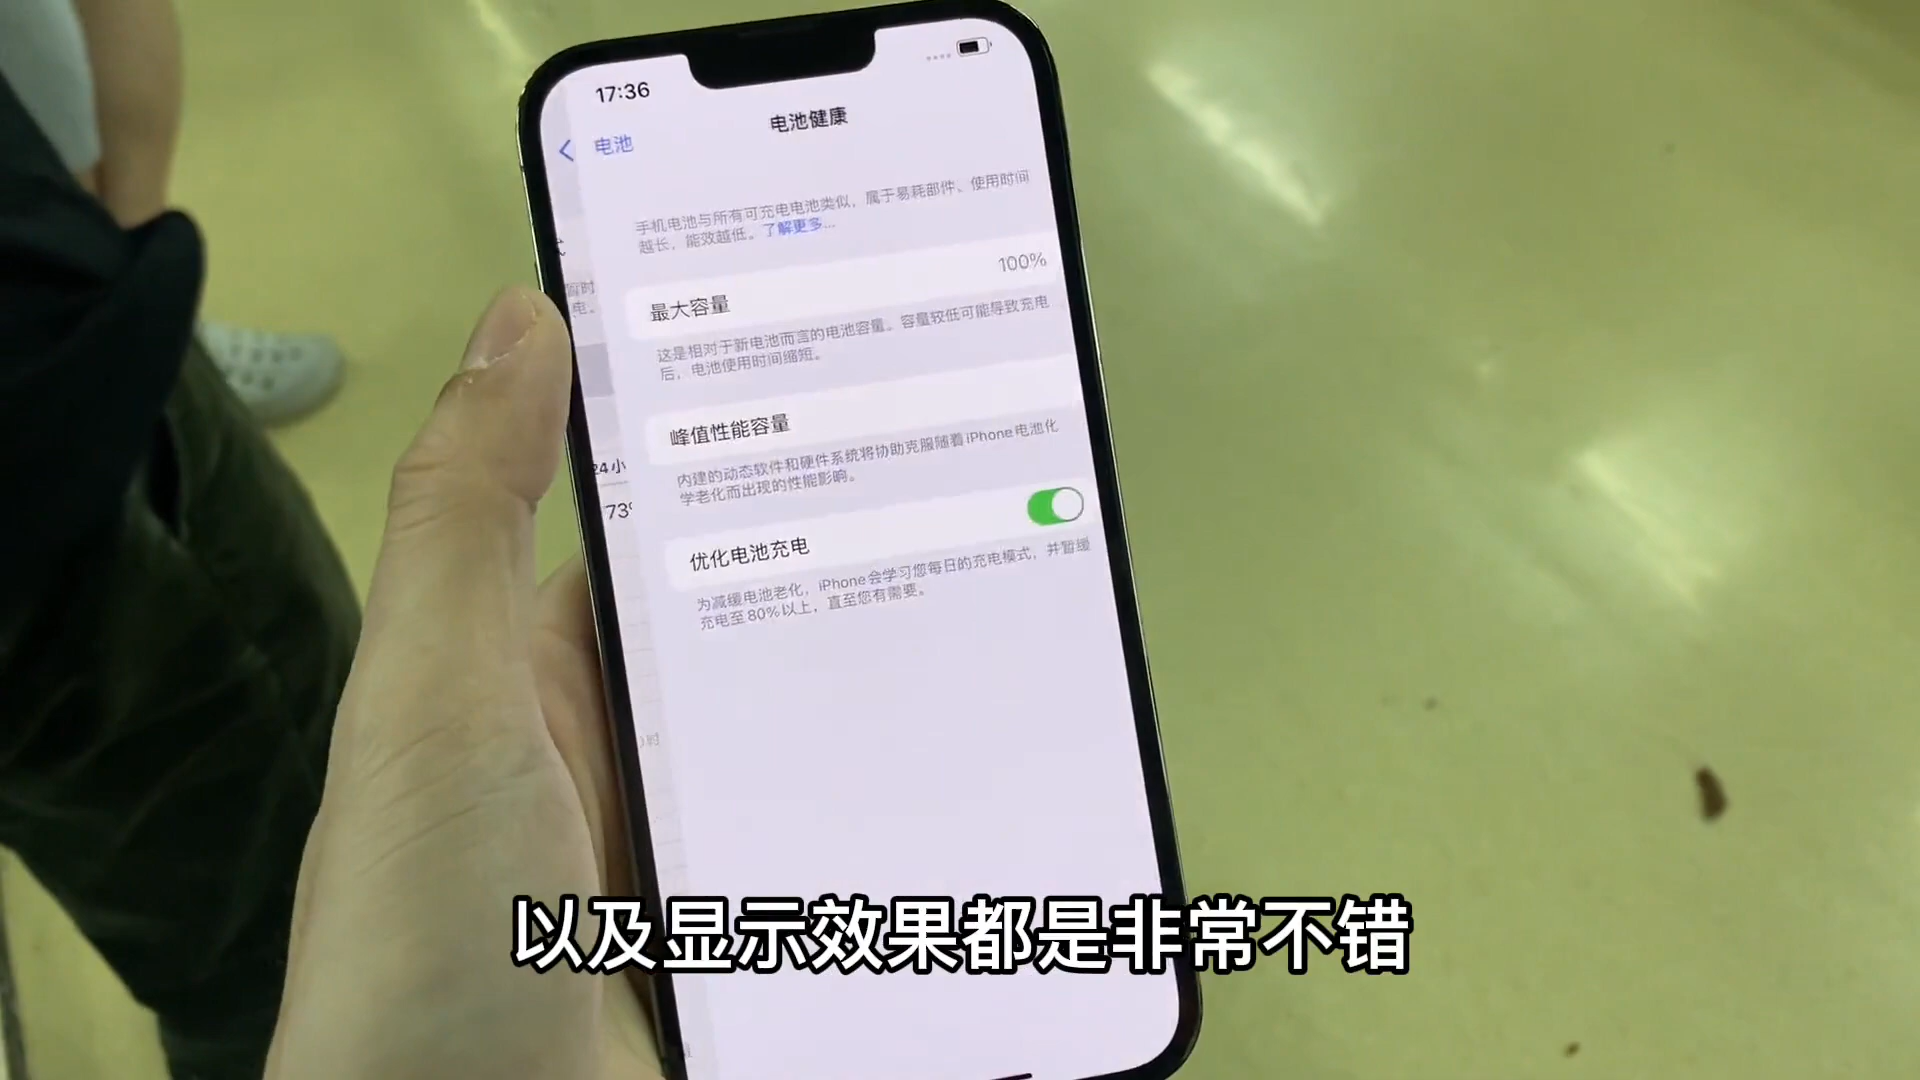 17:36
电池
电池健康
手机电池与所有可充电电池类似，属于易耗部件、使用时间
越长，能效越低。了解更多...
100%
最大容量
这是相对于新电池而言的电池容量。容量较低可能导致充电
后，电池使用时间缩短。
峰值性能容量
内建的动态软件和硬件系统将协助克服随着iPhone电池化
学老化而出现的性能影响。
优化电池充电
为减缓电池老化，iPhone会学习您每日的充电模式，并暂缓
充电至80%以上，直至您有需要。
暂时
电。
24小
73%
以及显示效果都是非常不错